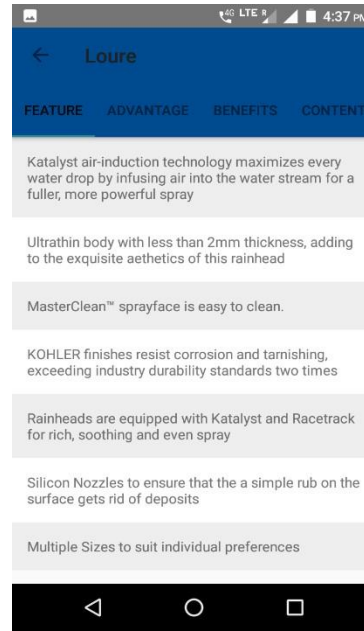 4G LTE R 4:37 PM
Loure
FEATURE ADVANTAGE BENEFITS CONTENT
Katalyst air-induction technology maximizes every
water drop by infusing air into the water stream for a
fuller, more powerful spray
Ultrathin body with less than 2mm thickness, adding
to the exquisite aethetics of this rainhead
MasterClean™ sprayface is easy to clean.
KOHLER finishes resist corrosion and tarnishing,
exceeding industry durability standards two times
Rainheads are equipped with Katalyst and Racetrack
for rich, soothing and even spray
Silicon Nozzles to ensure that the a simple rub on the
surface gets rid of deposits
Multiple Sizes to suit individual preferences